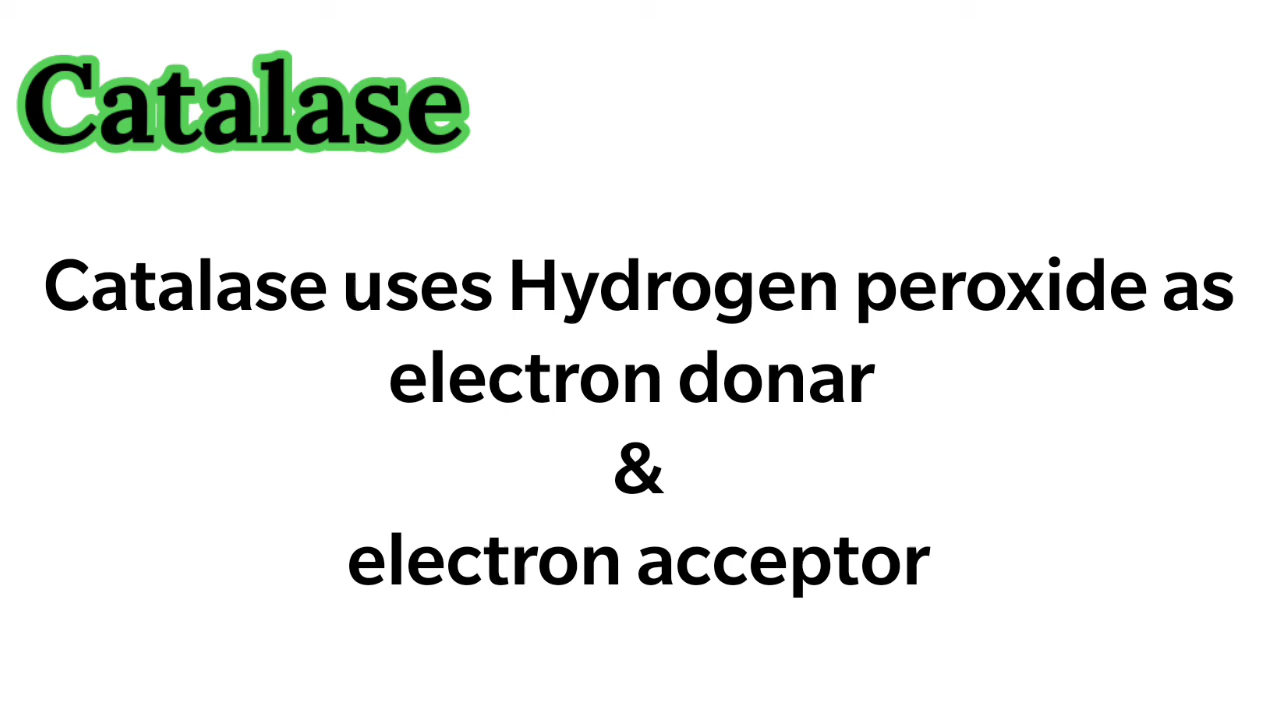 Catalase
Catalase uses Hydrogen peroxide as
electron donar
&
electron acceptor